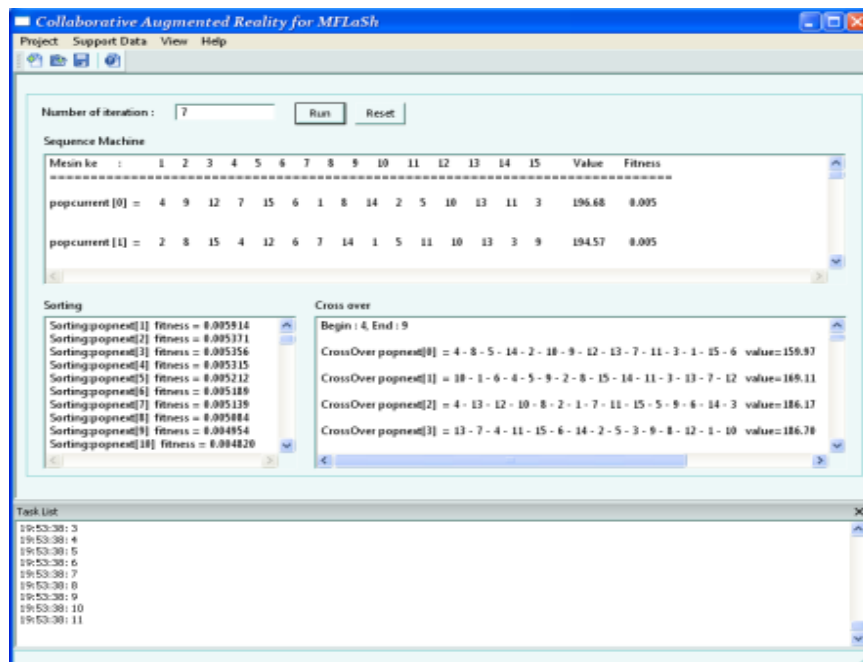 Collaborative Augmented Reality for MFLaSh
Project Support Data View Help
Number of iteration : 7 Run Reset
Sequence Machine
Mesin ke : 1 2 3 4 5 6 7 8 9 10 11 12 13 14 15 Value Fitness
popcurrent [0] = 4 9 12 7 15 6 1 8 14 2 5 10 13 11 3 196.68 0.005
popcurrent [1] = 2 8 15 4 12 6 7 14 1 5 11 10 13 3 9 194.57 0.005
Sorting
Sorting:popnext[1] fitness = 0.005914
Sorting:popnext[2] fitness = 0.005371
Sorting:popnext[3] fitness = 0.005356
Sorting:popnext[4] fitness = 0.005315
Sorting:popnext[5] fitness = 0.005212
Sorting:popnext[6] fitness = 0.005189
Sorting:popnext[7] fitness = 0.005139
Sorting:popnext[8] fitness = 0.005084
Sorting:popnext[9] fitness = 0.004954
Sorting:popnext[10] fitness = 0.004820
Cross over
Begin : 4, End : 9
CrossOver popnext[0] = 4 - 8 - 5 - 14 - 2 - 10 - 9 - 12 - 13 - 7 - 11 - 3 - 1 - 15 - 6 value=159.97
CrossOver popnext[1] = 10 - 1 - 6 - 4 - 5 - 9 - 2 - 8 - 15 - 14 - 11 - 3 - 13 - 7 - 12 value=169.11
CrossOver popnext[2] = 4 - 13 - 12 - 10 - 8 - 2 - 1 - 7 - 11 - 15 - 5 - 9 - 6 - 14 - 3 value=186.17
CrossOver popnext[3] = 13 - 7 - 4 - 11 - 15 - 6 - 14 - 2 - 5 - 3 - 9 - 8 - 12 - 1 - 10 value=186.70
Task List
19:53:38: 3
19:53:38: 4
19:53:38: 5
19:53:38: 6
19:53:38: 7
19:53:38: 8
19:53:38: 9
19:53:38: 10
19:53:38: 11